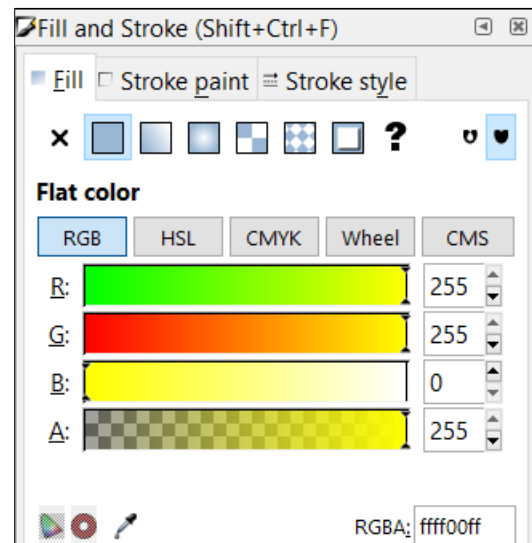 Fill and Stroke (Shift+Ctrl+F)
Fill Stroke paint Stroke style
?
Flat color
RGB HSL CMYK Wheel CMS
R: 255
G: 255
B: 0
A: 255
RGBA: ffff00ff